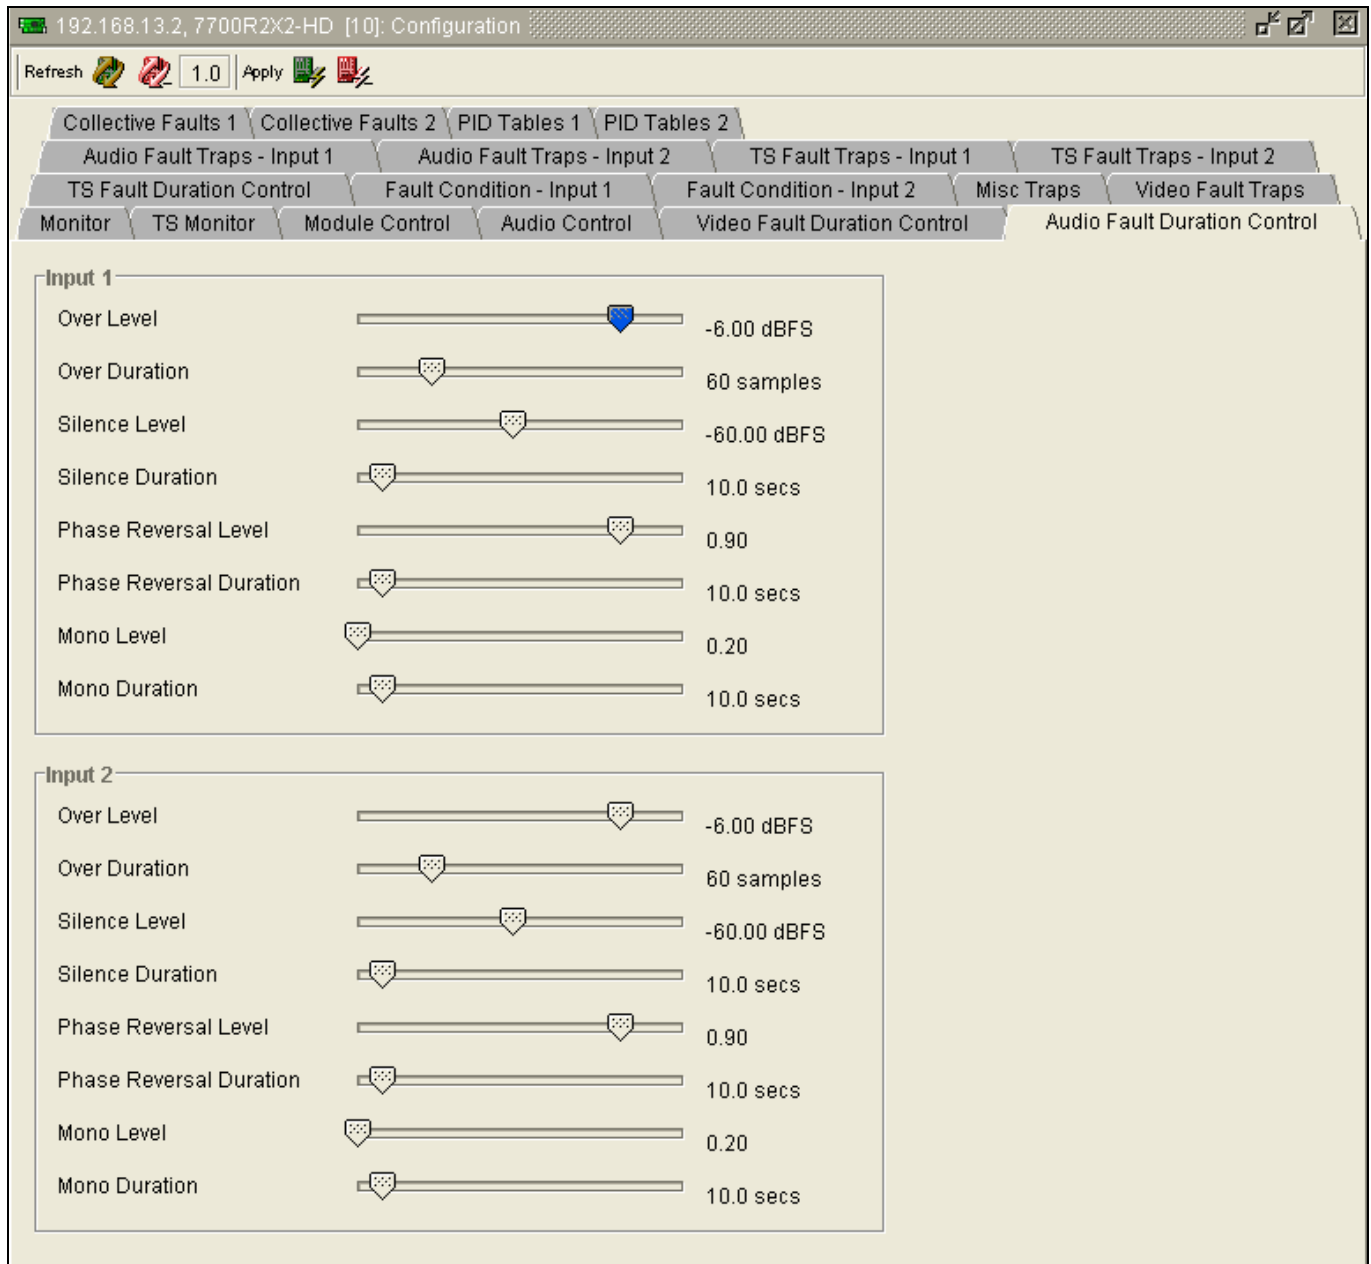 192.168.13.2, 7700R2X2-HD [10]: Configuration
Refresh 1.0 Apply
Collective Faults 1 Collective Faults 2 PID Tables 1 PID Tables 2
Audio Fault Traps - Input 1 Audio Fault Traps - Input 2 TS Fault Traps - Input 1 TS Fault Traps - Input 2
TS Fault Duration Control Fault Condition - Input 1 Fault Condition - Input 2 Misc Traps Video Fault Traps
Monitor TS Monitor Module Control Audio Control Video Fault Duration Control Audio Fault Duration Control
Input 1
Over Level -6.00 dBFS
Over Duration 60 samples
Silence Level -60.00 dBFS
Silence Duration 10.0 secs
Phase Reversal Level 0.90
Phase Reversal Duration 10.0 secs
Mono Level 0.20
Mono Duration 10.0 secs
Input 2
Over Level -6.00 dBFS
Over Duration 60 samples
Silence Level -60.00 dBFS
Silence Duration 10.0 secs
Phase Reversal Level 0.90
Phase Reversal Duration 10.0 secs
Mono Level 0.20
Mono Duration 10.0 secs